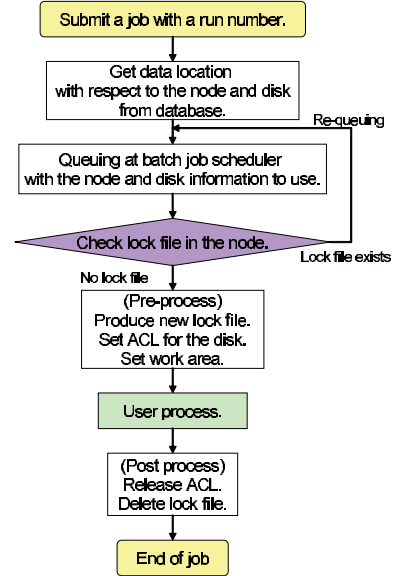 Submit a job with a run number.
Get data location
with respect to the node and disk
from database.
Re-queuing
Queuing at batch job scheduler
with the node and disk information to use.
Check lock file in the node.
Lock file exists
No lock file
(Pre-process)
Produce new lock file.
Set ACL for the disk.
Set work area.
User process.
(Post process)
Release ACL.
Delete lock file.
End of job